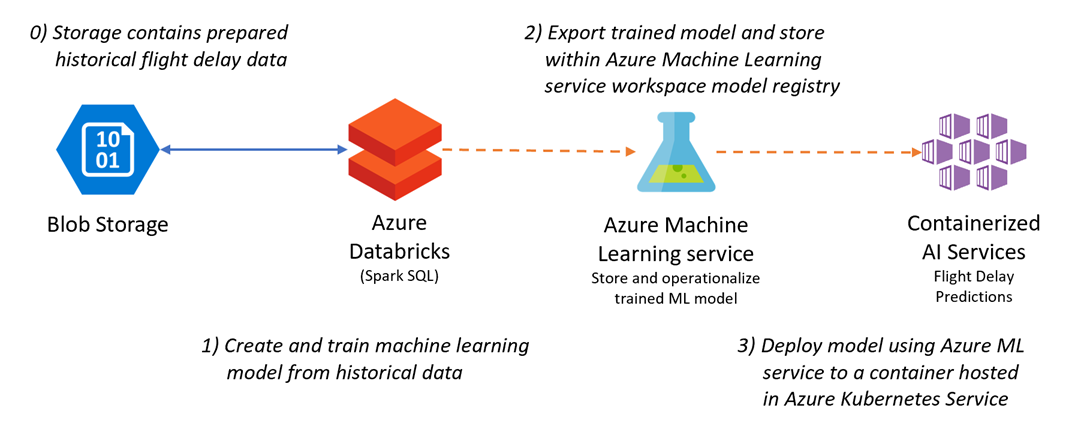 0) Storage contains prepared
historical flight delay data
2) Export trained model and store
within Azure Machine Learning
service workspace model registry
10
01
Blob Storage
Azure
Databricks
(Spark SQL)
Azure Machine
Learning service
Store and operationalize
trained ML model
Containerized
AI Services
Flight Delay
Predictions
1) Create and train machine learning
model from historical data
3) Deploy model using Azure ML
service to a container hosted
in Azure Kubernetes Service